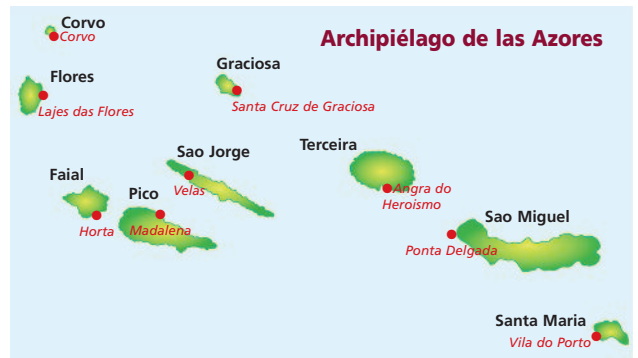 Archipiélago de las Azores
Corvo
Corvo
Flores
Lajes das Flores
Graciosa
Santa Cruz de Graciosa
Terceira
Angra do
Heroismo
Sao Jorge
Velas
Faial
Horta
Pico
Madalena
Sao Miguel
Ponta Delgada
Santa Maria
Vila do Porto